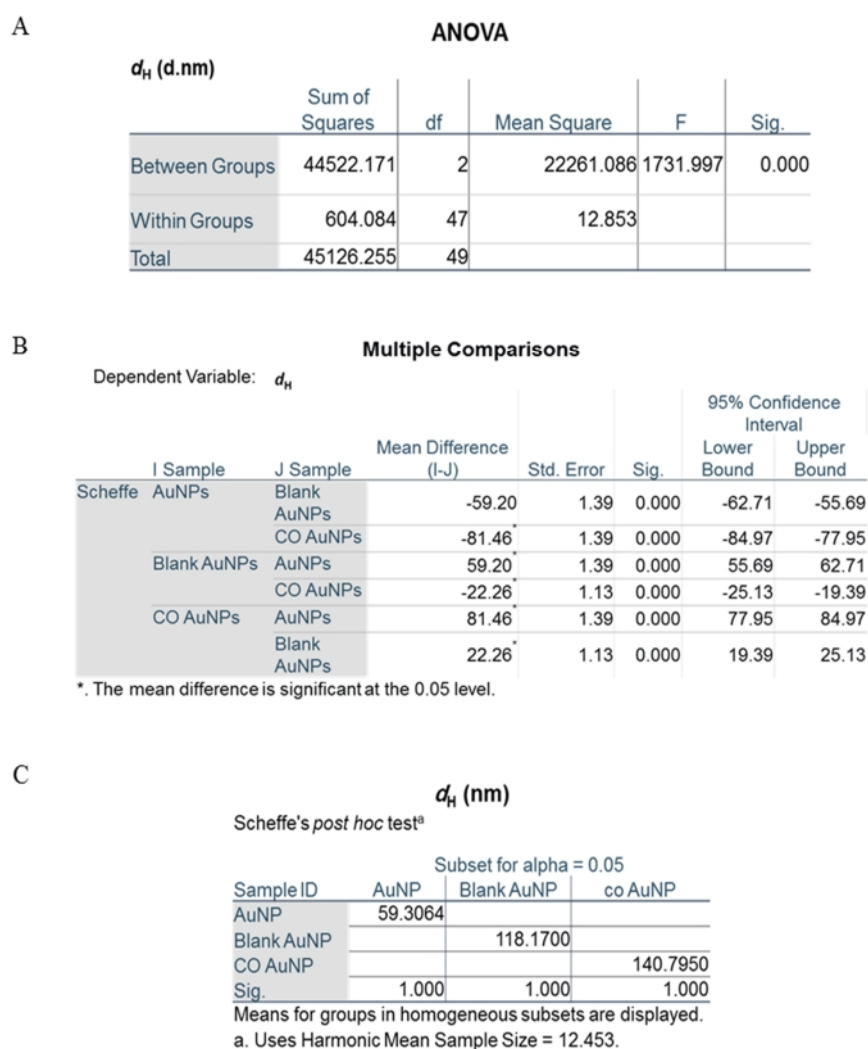 A
ANOVA
dH (d.nm)
Sum of Squares df Mean Square F Sig.
Between Groups 44522.171 2 22261.086 1731.997 0.000
Within Groups 604.084 47 12.853
Total 45126.255 49
B
Multiple Comparisons
Dependent Variable: dH
95% Confidence Interval
I Sample J Sample Mean Difference (I-J) Std. Error Sig. Lower Bound Upper Bound
Scheffe AuNPs Blank AuNPs -59.20 1.39 0.000 -62.71 -55.69
CO AuNPs -81.46* 1.39 0.000 -84.97 -77.95
Blank AuNPs AuNPs 59.20* 1.39 0.000 55.69 62.71
CO AuNPs -22.26* 1.13 0.000 -25.13 -19.39
CO AuNPs AuNPs 81.46* 1.39 0.000 77.95 84.97
Blank AuNPs 22.26* 1.13 0.000 19.39 25.13
*. The mean difference is significant at the 0.05 level.
C
dH (nm)
Scheffe's post hoc testa
Subset for alpha = 0.05
Sample ID AuNP Blank AuNP co AuNP
AuNP 59.3064
Blank AuNP 118.1700
CO AuNP 140.7950
Sig. 1.000 1.000 1.000
Means for groups in homogeneous subsets are displayed.
a. Uses Harmonic Mean Sample Size = 12.453.